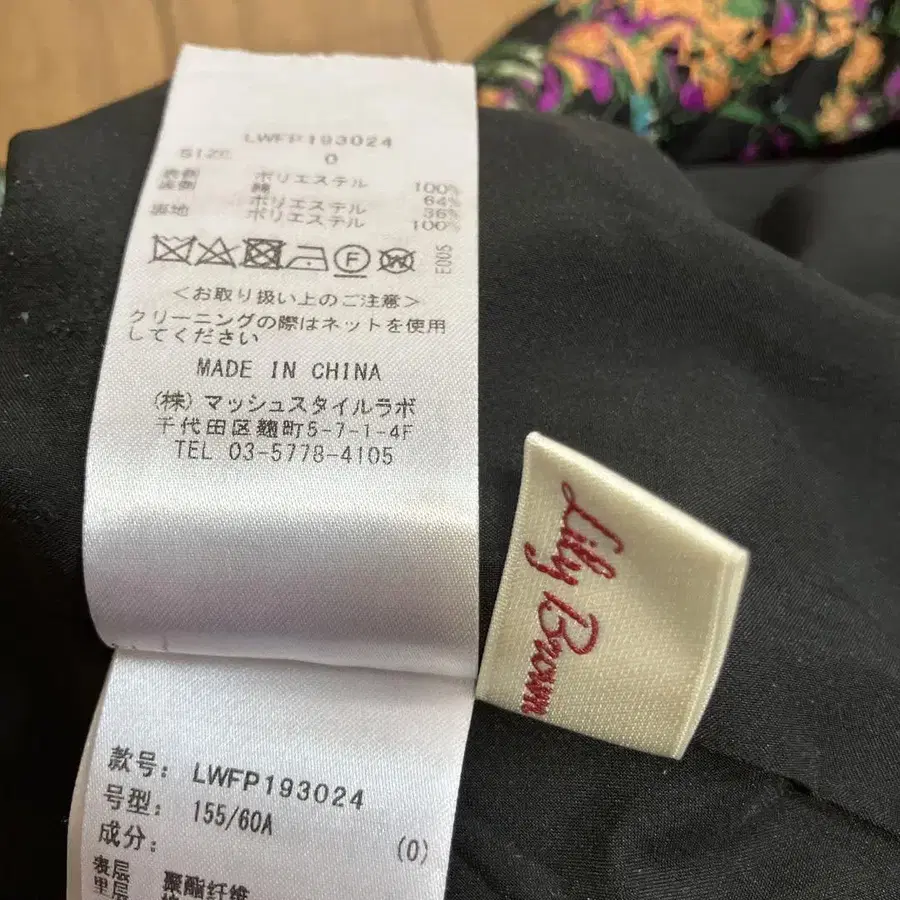 LWFP193024
SIZE 0
表側 ポリエステル 100%
裏側 綿 64%
ポリエステル 36%
裏地 ポリエステル 100%
F W E005
<お取り扱い上のご注意>
クリーニングの際はネットを使用
してください
MADE IN CHINA
(株) マッシュスタイルラボ
千代田区麹町5-7-1-4F
TEL 03-5778-4105
Lily Brown
款号: LWFP193024
号型: 155/60A (0)
成分:
表层 聚酯纤维
里层